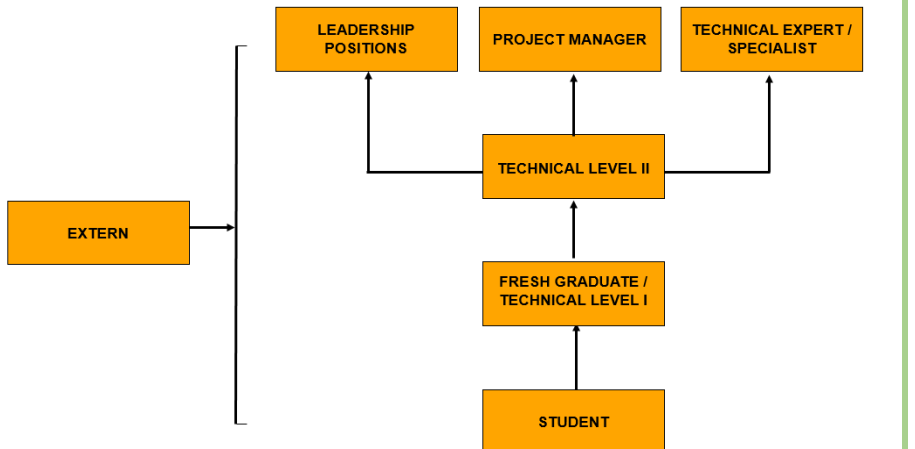 LEADERSHIP
POSITIONS
PROJECT MANAGER
TECHNICAL EXPERT /
SPECIALIST
TECHNICAL LEVEL II
EXTERN
FRESH GRADUATE /
TECHNICAL LEVEL I
STUDENT